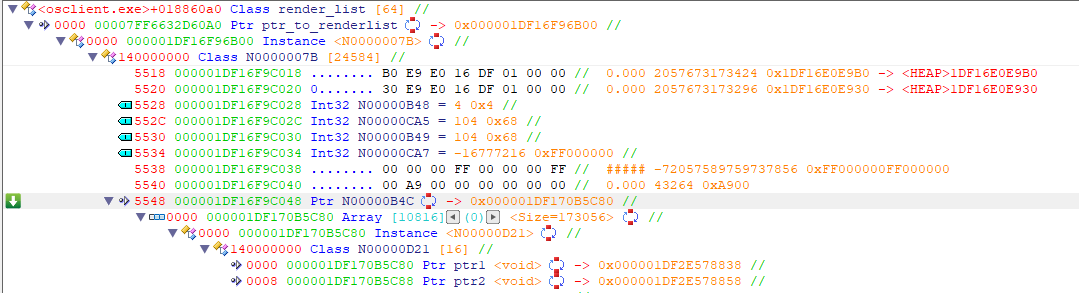 <osclient.exe>+018860a0 Class render_list [64] //
0000 00007FF6632D60A0 Ptr ptr_to_renderlist -> 0x000001DF16F96B00 //
0000 000001DF16F96B00 Instance <N0000007B> //
140000000 Class N0000007B [24584] //
5518 000001DF16F9C018 ........ B0 E9 E0 16 DF 01 00 00 // 0.000 2057673173424 0x1DF16E0E9B0 -> <HEAP>1DF16E0E9B0
5520 000001DF16F9C020 0....... 30 E9 E0 16 DF 01 00 00 // 0.000 2057673173296 0x1DF16E0E930 -> <HEAP>1DF16E0E930
5528 000001DF16F9C028 Int32 N00000B48 = 4 0x4 //
552C 000001DF16F9C02C Int32 N00000CA5 = 104 0x68 //
5530 000001DF16F9C030 Int32 N00000B49 = 104 0x68 //
5534 000001DF16F9C034 Int32 N00000CA7 = -16777216 0xFF000000 //
5538 000001DF16F9C038 ........ 00 00 00 FF 00 00 00 FF // ##### -72057589759737856 0xFF000000FF000000
5540 000001DF16F9C040 ........ 00 A9 00 00 00 00 00 00 // 0.000 43264 0xA900
5548 000001DF16F9C048 Ptr N00000B4C -> 0x000001DF170B5C80 //
0000 000001DF170B5C80 Array [10816] (0) <Size=173056> //
0000 000001DF170B5C80 Instance <N00000D21> //
140000000 Class N00000D21 [16] //
0000 000001DF170B5C80 Ptr ptr1 <void> -> 0x000001DF2E578838 //
0008 000001DF170B5C88 Ptr ptr2 <void> -> 0x000001DF2E578858 //